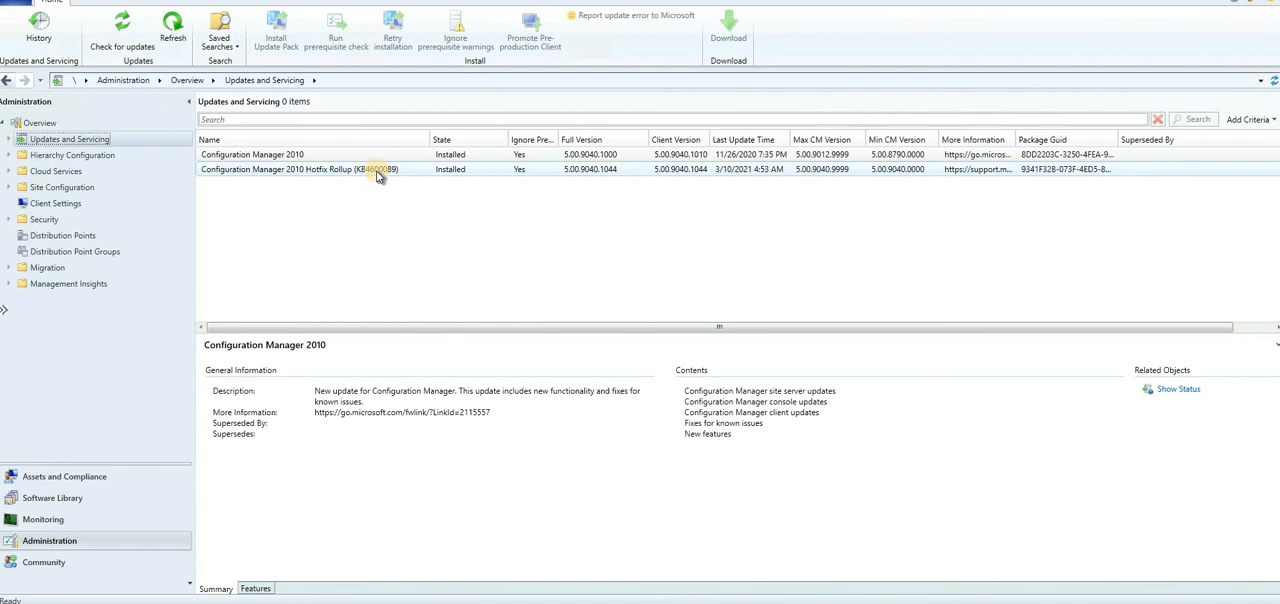 Home
History
Check for updates
Refresh
Saved
Searches
Install
Update Pack
Run
prerequisite check
Retry
installation
Ignore
prerequisite warnings
Promote Pre-
production Client
Report update error to Microsoft
Download
Updates and Servicing
Updates
Search
Install
Download
\ Administration Overview Updates and Servicing
Administration
Overview
Updates and Servicing
Hierarchy Configuration
Cloud Services
Site Configuration
Client Settings
Security
Distribution Points
Distribution Point Groups
Migration
Management Insights
Assets and Compliance
Software Library
Monitoring
Administration
Community
Ready
Updates and Servicing 0 items
Search
Search
Add Criteria
Name State Ignore Pre... Full Version Client Version Last Update Time Max CM Version Min CM Version More Information Package Guid Superseded By
Configuration Manager 2010 Installed Yes 5.00.9040.1000 5.00.9040.1010 11/26/2020 7:35 PM 5.00.9012.9999 5.00.8790.0000 https://go.micros... 8DD2203C-3250-4FEA-9...
Configuration Manager 2010 Hotfix Rollup (KB4600089) Installed Yes 5.00.9040.1044 5.00.9040.1044 3/10/2021 4:53 AM 5.00.9040.9999 5.00.9040.0000 https://support.m... 9341F32B-073F-4ED5-8...
Configuration Manager 2010
General Information
Description: New update for Configuration Manager. This update includes new functionality and fixes for
known issues.
More Information: https://go.microsoft.com/fwlink/?LinkId=2115557
Superseded By:
Supersedes:
Contents
Configuration Manager site server updates
Configuration Manager console updates
Configuration Manager client updates
Fixes for known issues
New features
Related Objects
Show Status
Summary Features